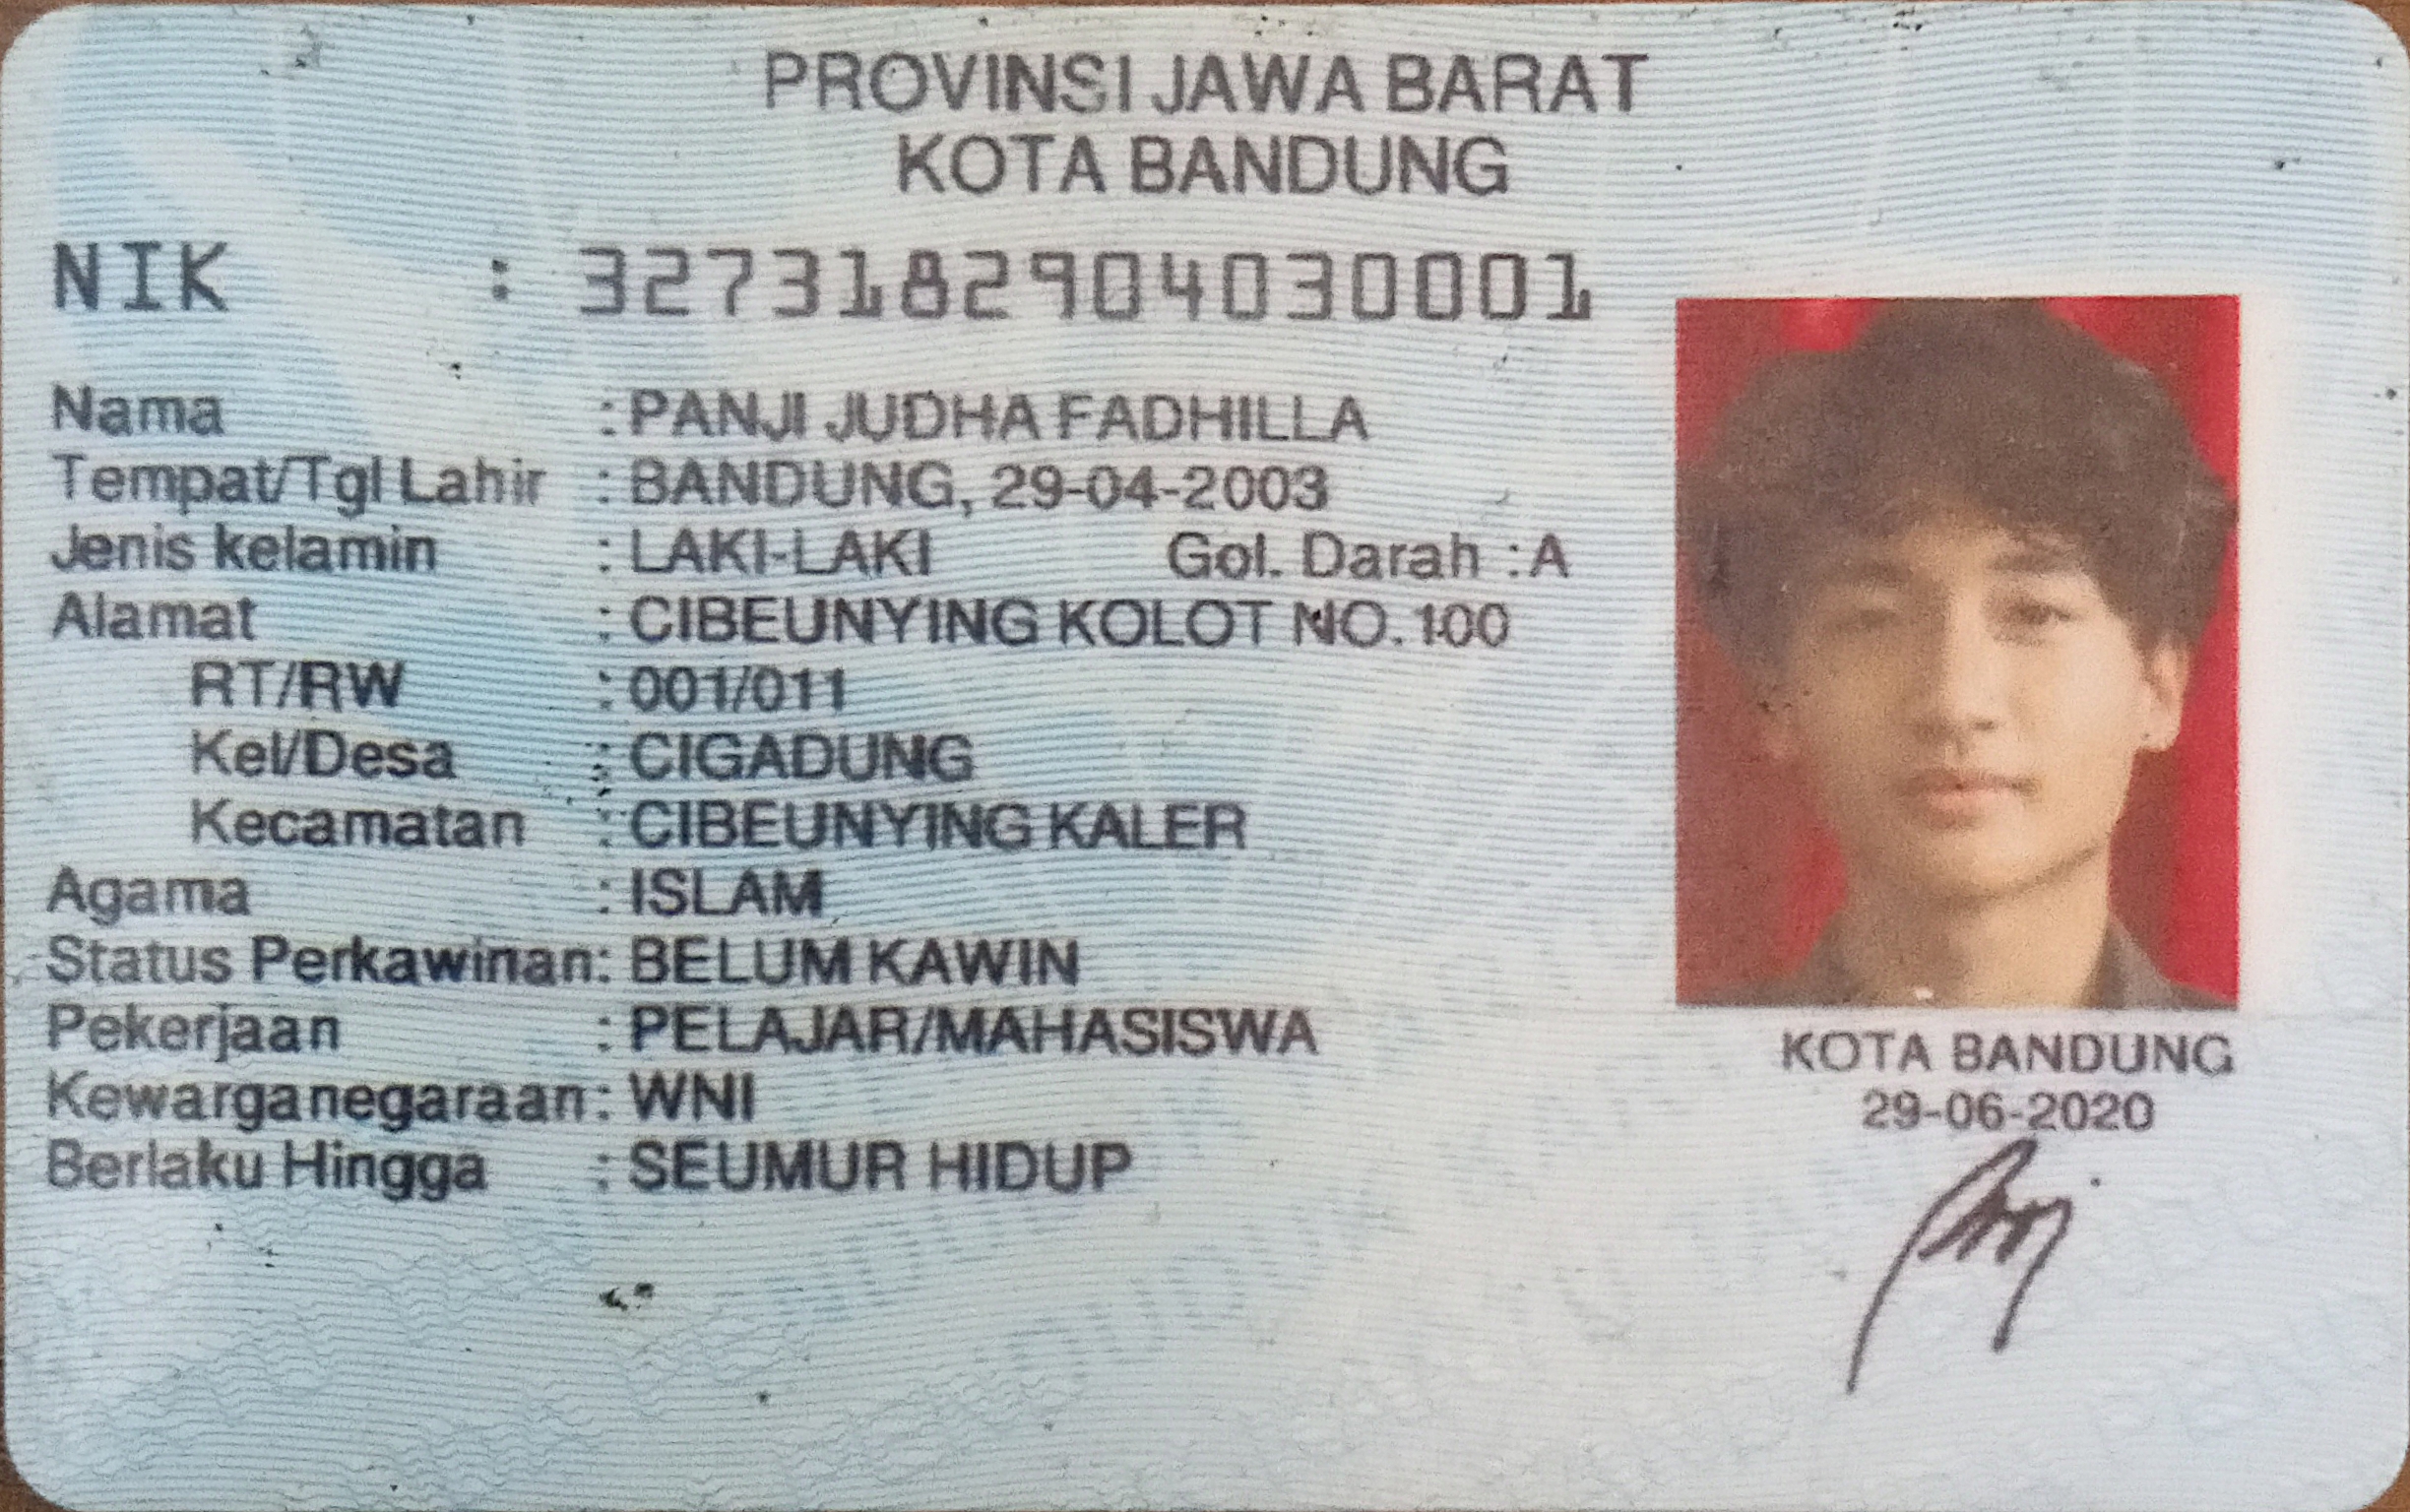 PROVINSI JAWA BARAT
KOTA BANDUNG
NIK : 3273182904030001
Nama : PANJI JUDHA FADHILLA
Tempat/Tgl Lahir : BANDUNG, 29-04-2003
Jenis kelamin : LAKI-LAKI Gol. Darah : A
Alamat : CIBEUNYING KOLOT NO. 100
RT/RW : 001/011
Kel/Desa : CIGADUNG
Kecamatan : CIBEUNYING KALER
Agama : ISLAM
Status Perkawinan: BELUM KAWIN
Pekerjaan : PELAJAR/MAHASISWA
Kewarganegaraan: WNI
Berlaku Hingga : SEUMUR HIDUP
KOTA BANDUNG
29-06-2020